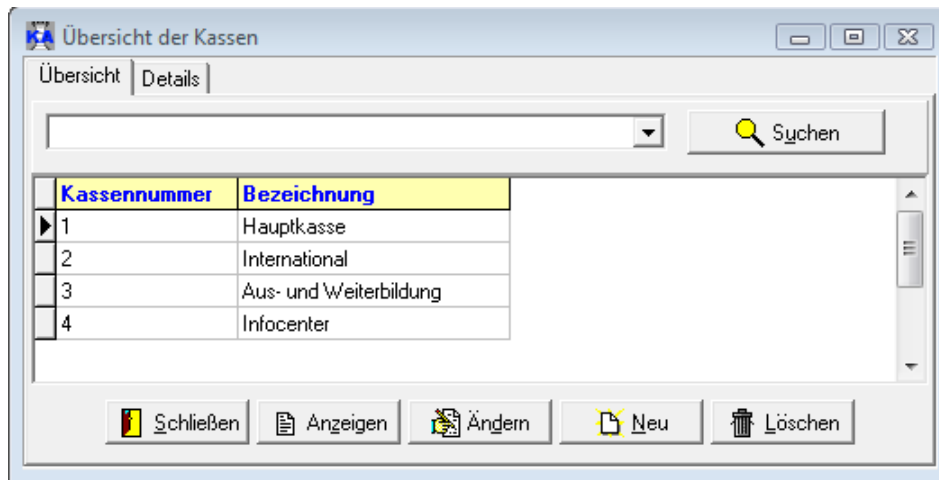 KA Übersicht der Kassen
Übersicht Details
Suchen
Kassennummer Bezeichnung
1 Hauptkasse
2 International
3 Aus- und Weiterbildung
4 Infocenter
Schließen Anzeigen Ändern Neu Löschen